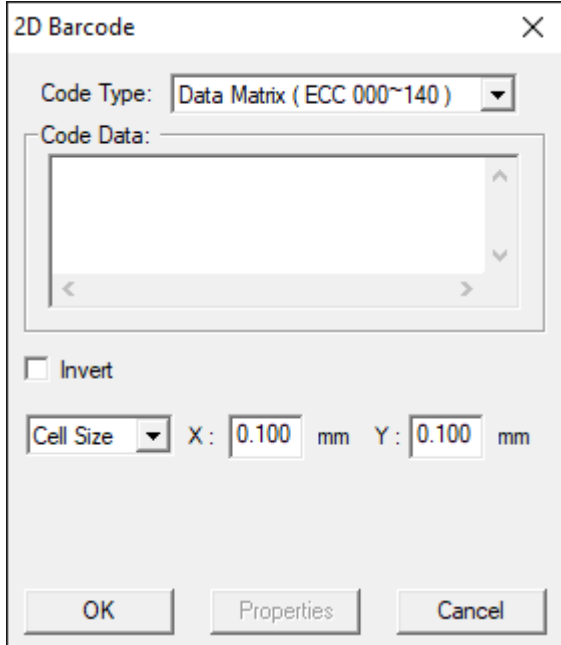 2D Barcode
Code Type: Data Matrix ( ECC 000~140 )
Code Data:
Invert
Cell Size X : 0.100 mm Y : 0.100 mm
OK Properties Cancel